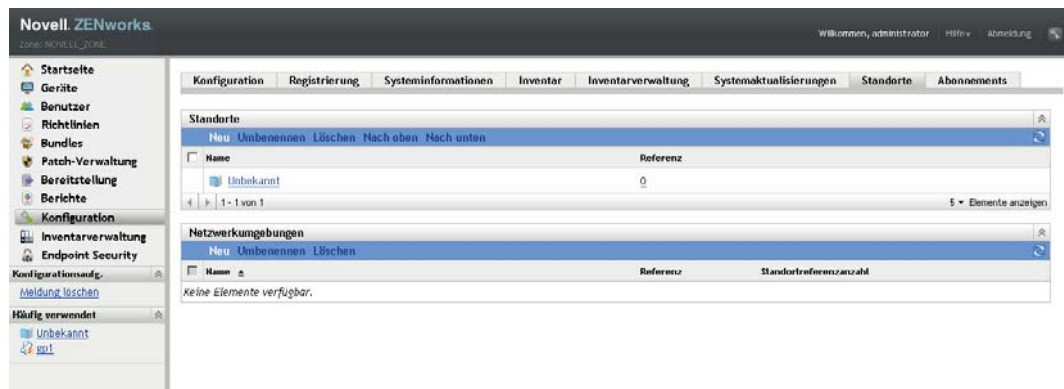 Novell. ZENworks.
Zone: NOVELL_ZONE
Willkommen, administrator
Hilfe
Abmeldung
Startseite
Geräte
Benutzer
Richtlinien
Bundles
Patch-Verwaltung
Bereitstellung
Berichte
Konfiguration
Inventarverwaltung
Endpoint Security
Konfigurationsaufg.
Meldung löschen
Häufig verwendet
Unbekannt
gp1
Konfiguration Registrierung Systeminformationen Inventar Inventarverwaltung Systemaktualisierungen Standorte Abonnements
Standorte
Neu Umbenennen Löschen Nach oben Nach unten
Name Referenz
Unbekannt 0
1 - 1 von 1 5 Elemente anzeigen
Netzwerkumgebungen
Neu Umbenennen Löschen
Name Referenz Standortreferenzanzahl
Keine Elemente verfügbar.